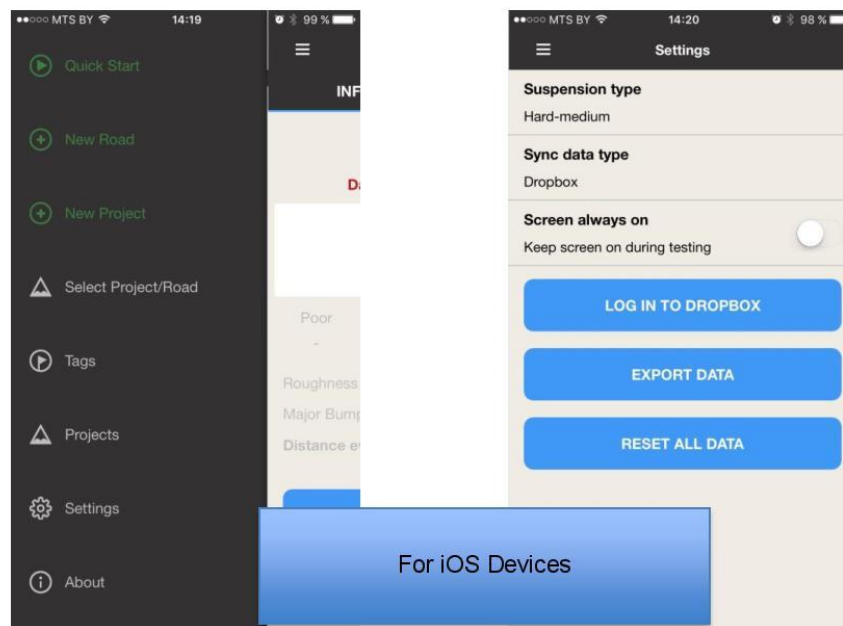 MTS BY
14:19
99 %
Quick Start
INF
New Road
New Project
Select Project/Road
Poor
-
Tags
Roughness
Major Bump
Projects
Distance
Settings
About
MTS BY
14:20
98 %
Settings
Suspension type
Hard-medium
Sync data type
Dropbox
Screen always on
Keep screen on during testing
LOG IN TO DROPBOX
EXPORT DATA
RESET ALL DATA
For iOS Devices